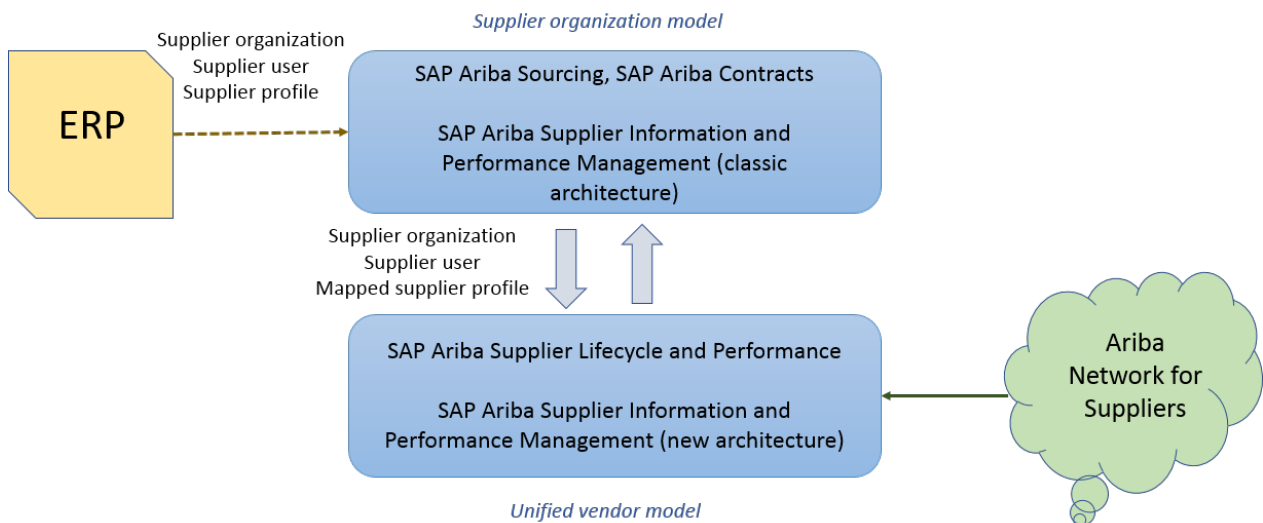 Supplier organization model
Supplier organization
Supplier user
Supplier profile
ERP
SAP Ariba Sourcing, SAP Ariba Contracts
SAP Ariba Supplier Information and
Performance Management (classic
architecture)
Supplier organization
Supplier user
Mapped supplier profile
SAP Ariba Supplier Lifecycle and Performance
SAP Ariba Supplier Information and
Performance Management (new architecture)
Ariba
Network for
Suppliers
Unified vendor model